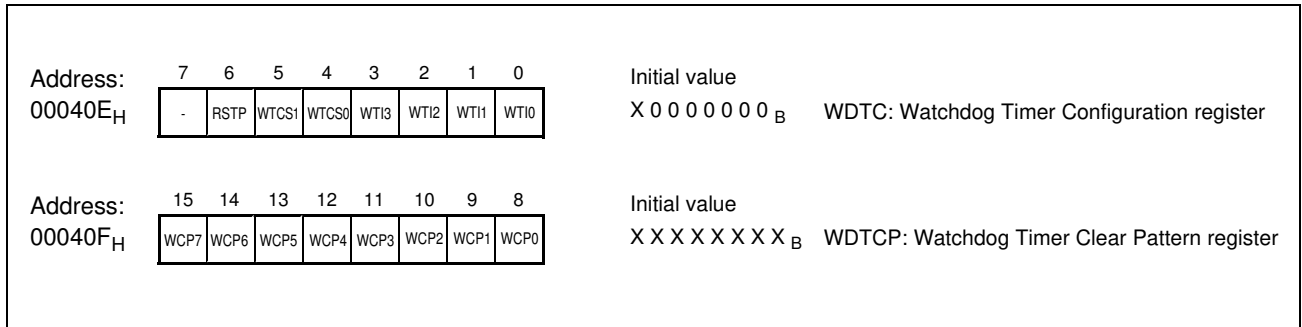 7 6 5 4 3 2 1 0
Address: Initial value
00040EH - RSTP WTCS1 WTCS0 WTI3 WTI2 WTI1 WTI0 X 0 0 0 0 0 0 0 B WDTC: Watchdog Timer Configuration register
15 14 13 12 11 10 9 8
Address: Initial value
00040FH WCP7 WCP6 WCP5 WCP4 WCP3 WCP2 WCP1 WCP0 X X X X X X X X B WDTCP: Watchdog Timer Clear Pattern register